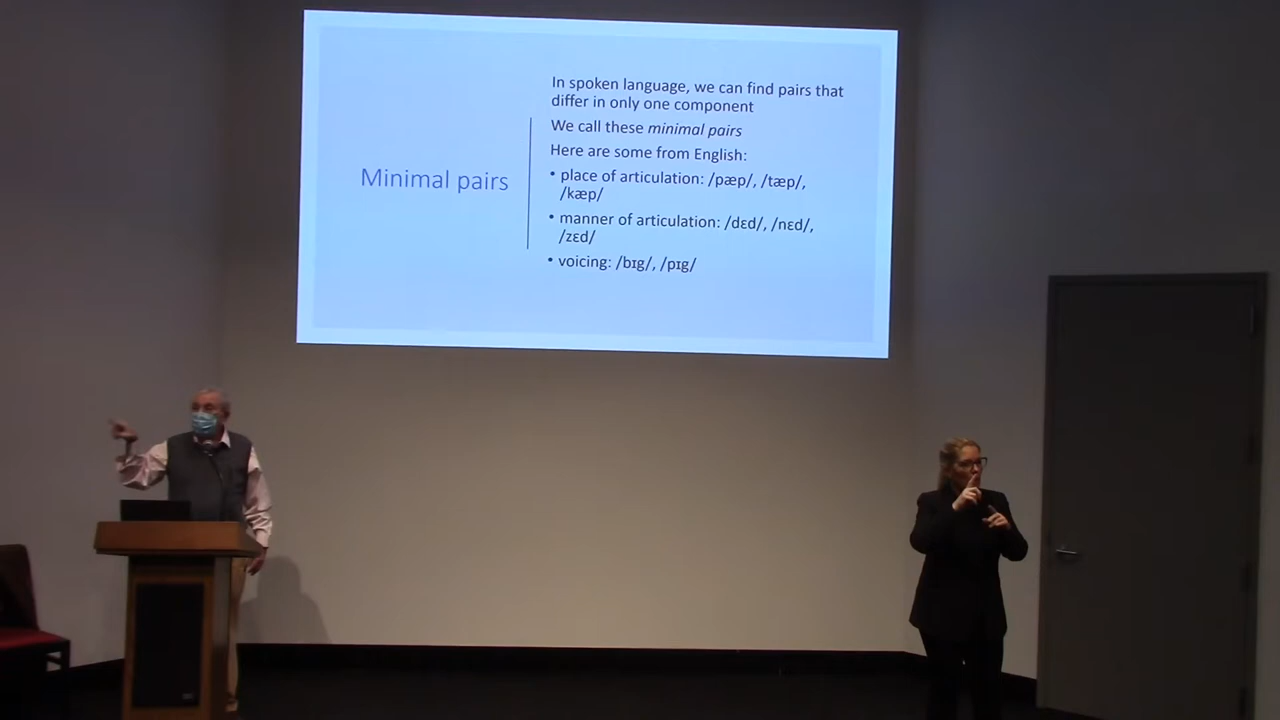 Minimal pairs
In spoken language, we can find pairs that
differ in only one component
We call these minimal pairs
Here are some from English:
• place of articulation: /pæp/, /tæp/,
/kæp/
• manner of articulation: /dɛd/, /nɛd/,
/zɛd/
• voicing: /bɪg/, /pɪg/